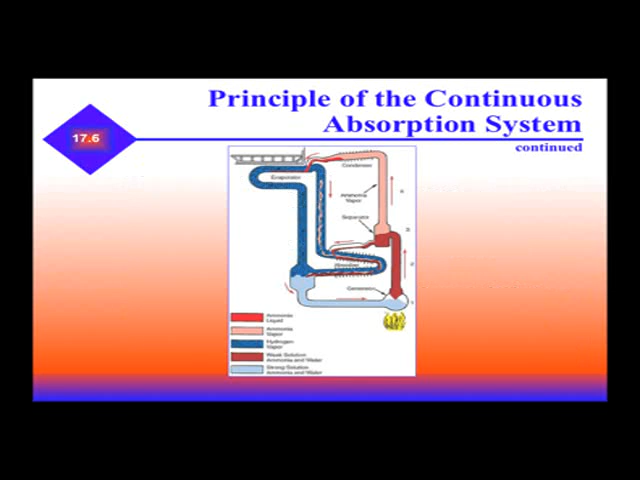 Principle of the Continuous
Absorption System
17.6
continued
Condenser
Evaporator
Ammonia
Vapor
Separator
Absorber
Generator
Ammonia
Liquid
Ammonia
Vapor
Hydrogen
Vapor
Weak Solution
Ammonia and Water
Strong Solution
Ammonia and Water